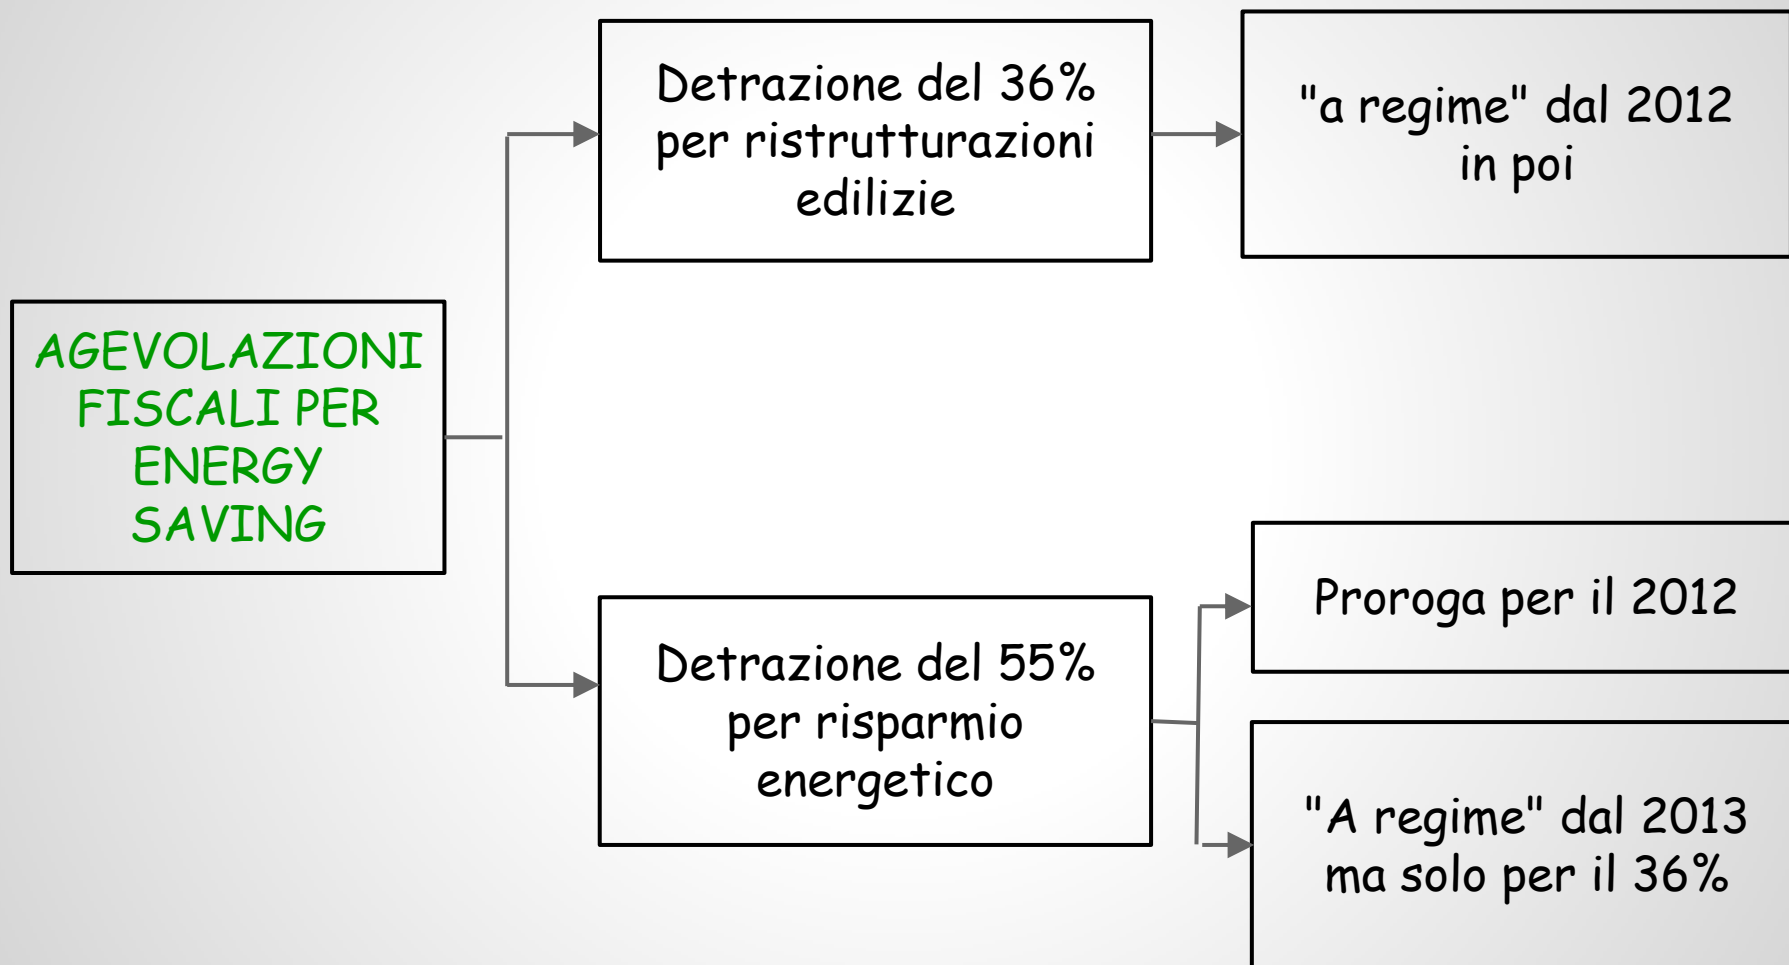 AGEVOLAZIONI
FISCALI PER
ENERGY
SAVING
Detrazione del 36%
per ristrutturazioni
edilizie
"a regime" dal 2012
in poi
Detrazione del 55%
per risparmio
energetico
Proroga per il 2012
"A regime" dal 2013
ma solo per il 36%